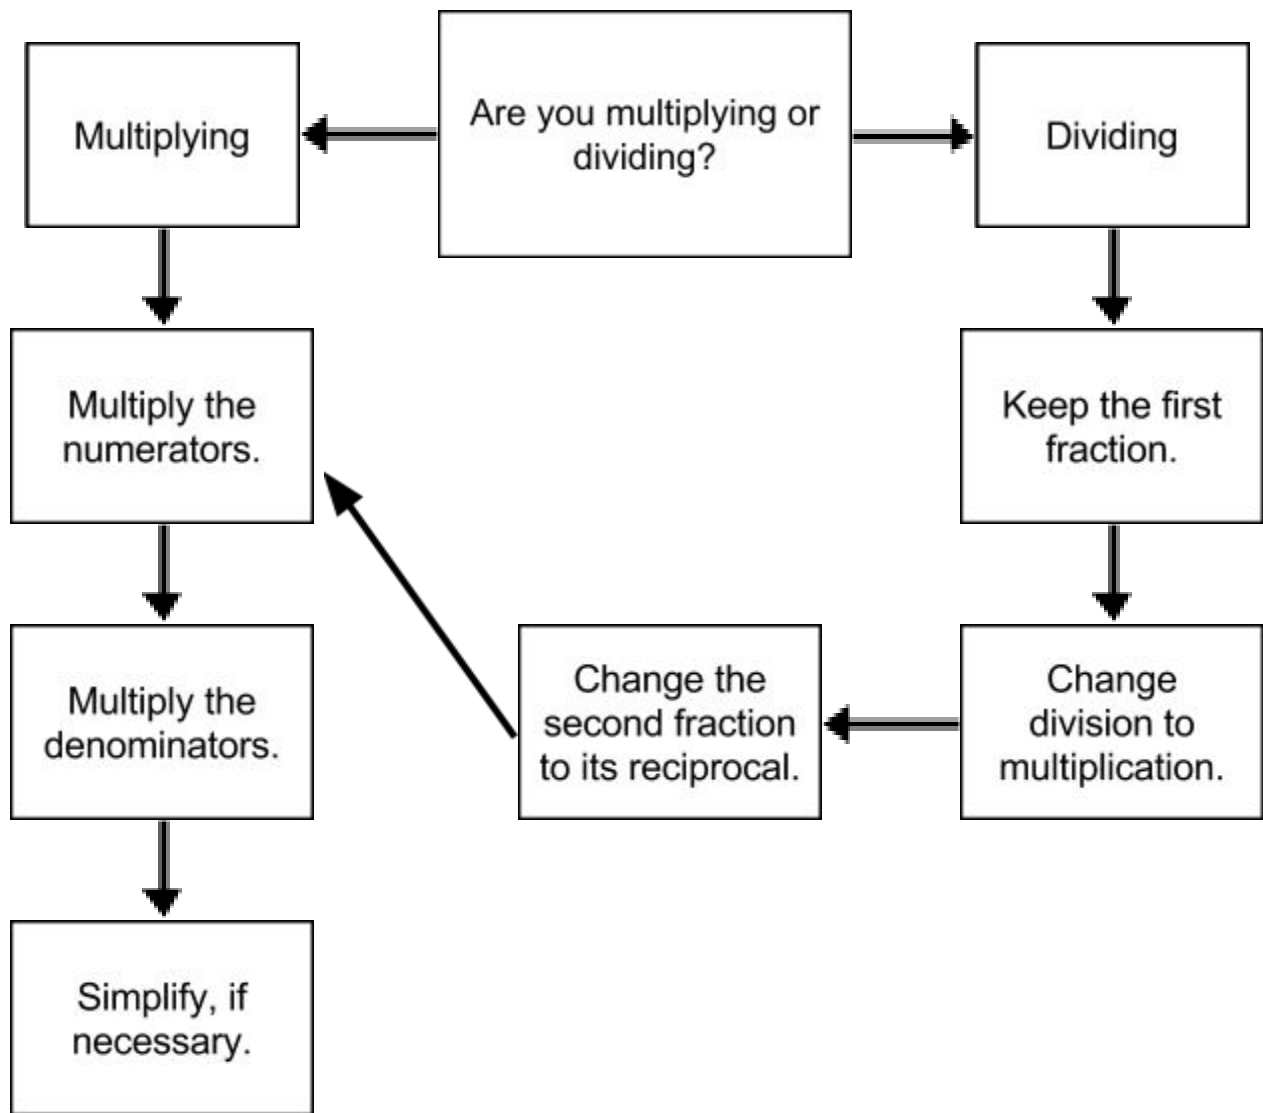 Are you multiplying or
dividing?
Multiplying
Dividing
Multiply the
numerators.
Keep the first
fraction.
Multiply the
denominators.
Change the
second fraction
to its reciprocal.
Change
division to
multiplication.
Simplify, if
necessary.